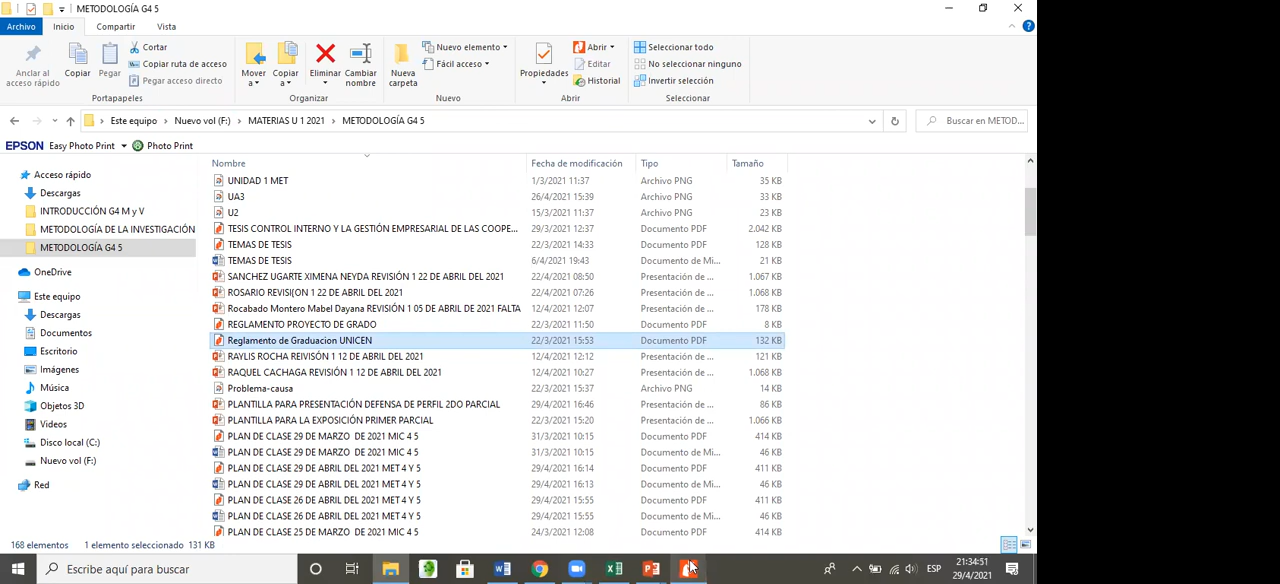 METODOLOGÍA G4 5
Archivo Inicio Compartir Vista
Anclar al acceso rápido
Copiar
Pegar
Cortar
Copiar ruta de acceso
Pegar acceso directo
Portapapeles
Mover a
Copiar a
Eliminar
Cambiar nombre
Organizar
Nueva carpeta
Nuevo elemento
Fácil acceso
Nuevo
Propiedades
Abrir
Editar
Historial
Abrir
Seleccionar todo
No seleccionar ninguno
Invertir selección
Seleccionar
Este equipo > Nuevo vol (F:) > MATERIAS U 1 2021 > METODOLOGÍA G4 5
Buscar en METOD...
EPSON Easy Photo Print Photo Print
Acceso rápido
Descargas
INTRODUCCIÓN G4 M y V
METODOLOGÍA DE LA INVESTIGACIÓN
METODOLOGÍA G4 5
OneDrive
Este equipo
Descargas
Documentos
Escritorio
Imágenes
Música
Objetos 3D
Videos
Disco local (C:)
Nuevo vol (F:)
Red
Nombre Fecha de modificación Tipo Tamaño
UNIDAD 1 MET 1/3/2021 11:37 Archivo PNG 35 KB
UA3 26/4/2021 15:39 Archivo PNG 33 KB
U2 15/3/2021 11:37 Archivo PNG 23 KB
TESIS CONTROL INTERNO Y LA GESTIÓN EMPRESARIAL DE LAS COOPE... 29/3/2021 12:37 Documento PDF 2.042 KB
TEMAS DE TESIS 22/3/2021 14:33 Documento PDF 128 KB
TEMAS DE TESIS 6/4/2021 19:43 Documento de Mi... 21 KB
SANCHEZ UGARTE XIMENA NEYDA REVISIÓN 1 22 DE ABRIL DEL 2021 22/4/2021 08:50 Presentación de ... 1.067 KB
ROSARIO REVISI(ON 1 22 DE ABRIL DEL 2021 22/4/2021 07:26 Presentación de ... 1.068 KB
Rocabado Montero Mabel Dayana REVISIÓN 1 05 DE ABRIL DE 2021 FALTA 12/4/2021 12:07 Presentación de ... 178 KB
REGLAMENTO PROYECTO DE GRADO 22/3/2021 11:50 Documento PDF 8 KB
Reglamento de Graduacion UNICEN 22/3/2021 15:53 Documento PDF 132 KB
RAYLIS ROCHA REIVISIÓN 1 12 DE ABRIL DEL 2021 12/4/2021 12:12 Presentación de ... 121 KB
RAQUEL CACHAGA REVISIÓN 1 12 DE ABRIL DEL 2021 12/4/2021 10:27 Presentación de ... 1.068 KB
Problema-causa 22/3/2021 15:37 Archivo PNG 14 KB
PLANTILLA PARA PRESENTACIÓN DEFENSA DE PERFIL 2DO PARCIAL 29/4/2021 16:46 Presentación de ... 86 KB
PLANTILLA PARA LA EXPOSICIÓN PRIMER PARCIAL 22/3/2021 15:20 Presentación de ... 1.066 KB
PLAN DE CLASE 29 DE MARZO DE 2021 MIC 4 5 31/3/2021 10:15 Documento PDF 414 KB
PLAN DE CLASE 29 DE MARZO DE 2021 MIC 4 5 31/3/2021 10:15 Documento de Mi... 46 KB
PLAN DE CLASE 29 DE ABRIL DEL 2021 MET 4 Y 5 29/4/2021 16:14 Documento PDF 411 KB
PLAN DE CLASE 29 DE ABRIL DEL 2021 MET 4 Y 5 29/4/2021 16:13 Documento de Mi... 46 KB
PLAN DE CLASE 26 DE ABRIL DEL 2021 MET 4 Y 5 29/4/2021 15:55 Documento PDF 411 KB
PLAN DE CLASE 26 DE ABRIL DEL 2021 MET 4 Y 5 29/4/2021 15:55 Documento de Mi... 46 KB
PLAN DE CLASE 25 DE MARZO DE 2021 MIC 4 5 24/3/2021 12:08 Documento PDF 414 KB
168 elementos 1 elemento seleccionado 131 KB
Escribe aquí para buscar
ESP
21:34:51
29/4/2021